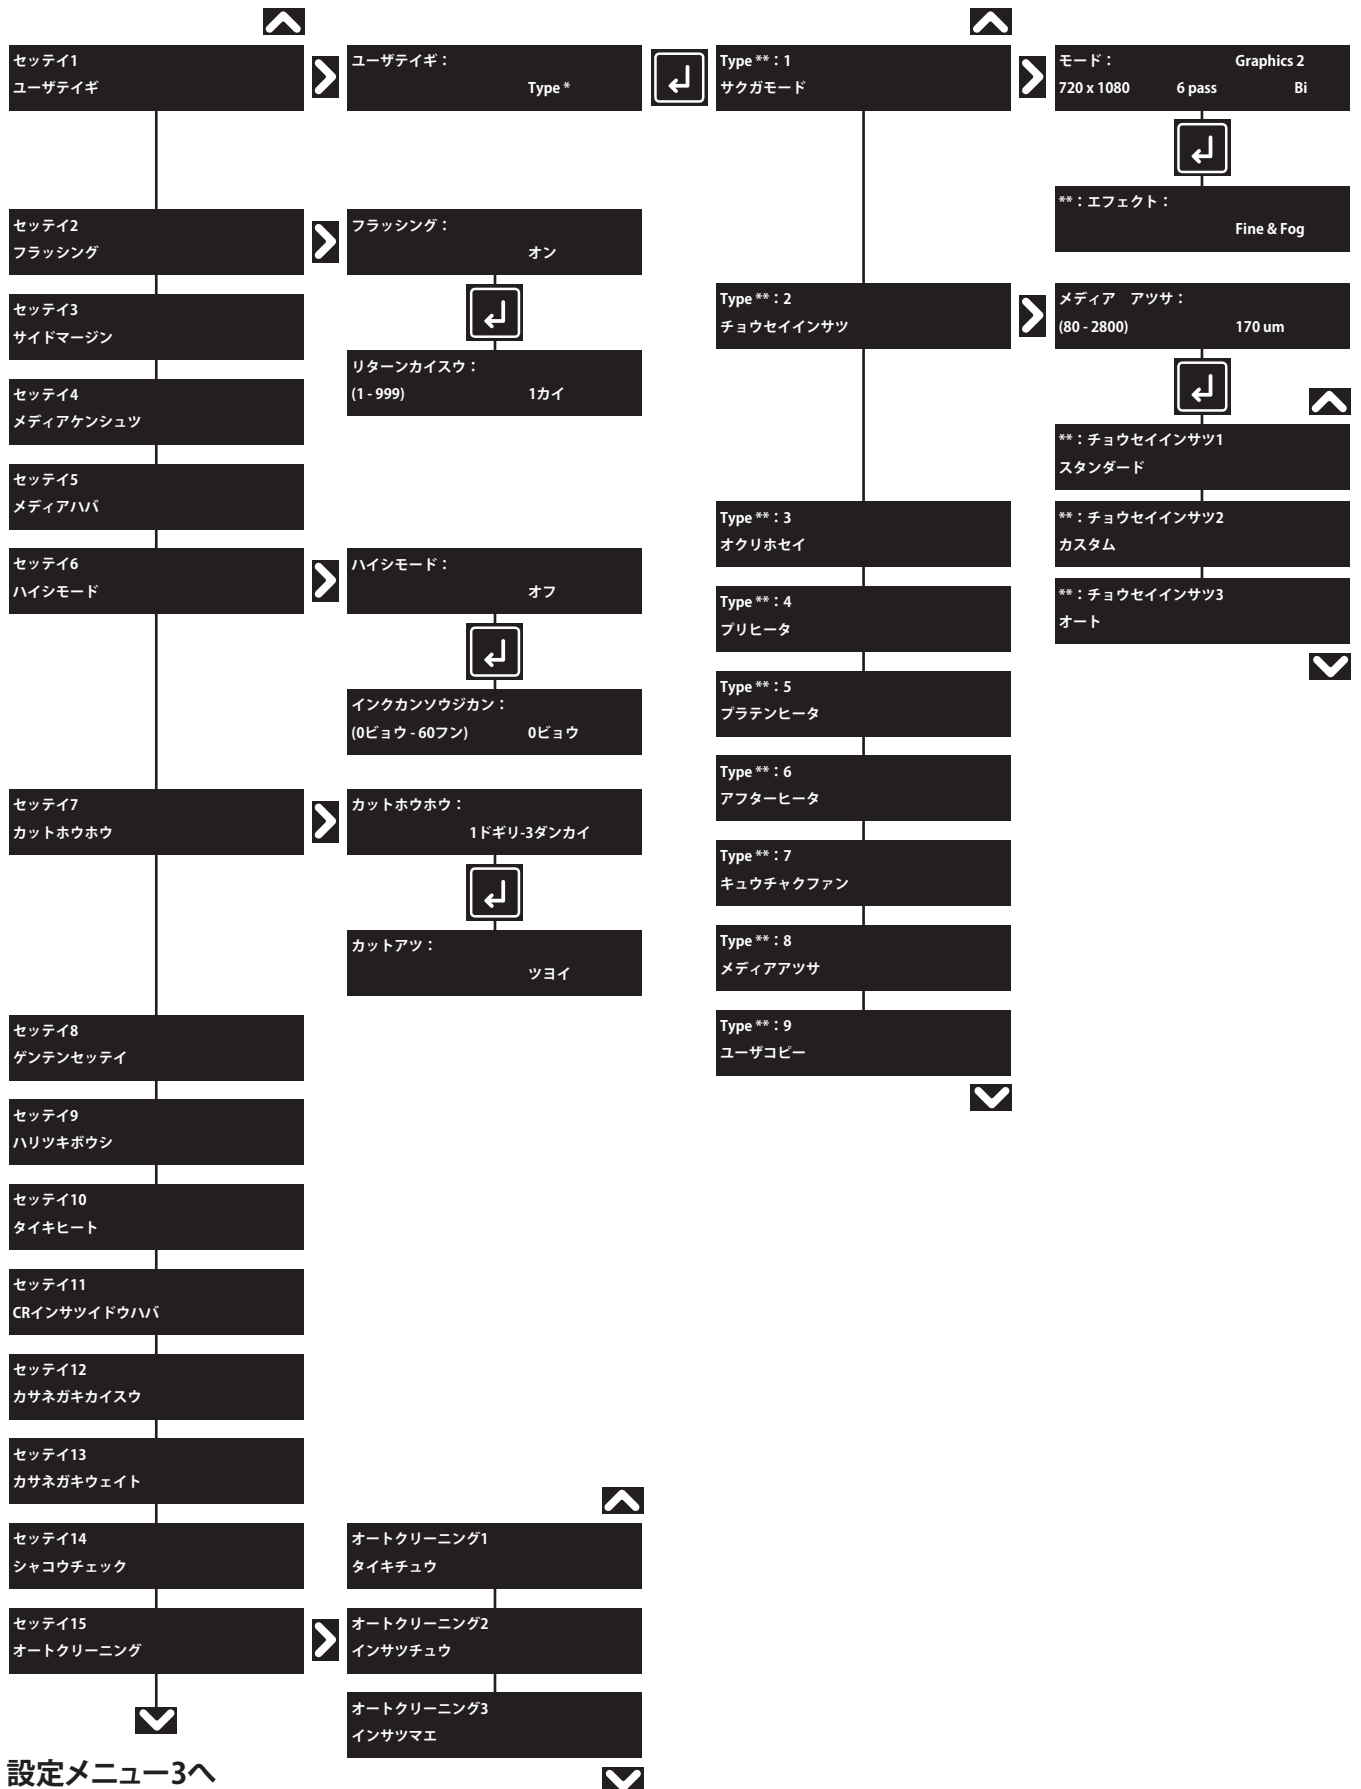 セッテイ1
ユーザテイギ
ユーザテイギ：
Type *
Type **：1
サクガモード
モード： Graphics 2
720 x 1080 6 pass Bi
**：エフェクト：
Fine & Fog
セッテイ2
フラッシング
フラッシング：
オン
リターンカイスウ：
(1 - 999) 1カイ
セッテイ3
サイドマージン
セッテイ4
メディアケンシュツ
セッテイ5
メディアハバ
セッテイ6
ハイシモード
ハイシモード：
オフ
インクカンソウジカン：
(0ビョウ - 60フン) 0ビョウ
セッテイ7
カットホウホウ
カットホウホウ：
1ドギリ-3ダンカイ
カットアツ：
ツヨイ
セッテイ8
ゲンテンセッテイ
セッテイ9
ハリツキボウシ
セッテイ10
タイキヒート
セッテイ11
CRインサツイドウハバ
セッテイ12
カサネガキカイスウ
セッテイ13
カサネガキウェイト
セッテイ14
シャコウチェック
セッテイ15
オートクリーニング
オートクリーニング1
タイキチュウ
オートクリーニング2
インサツチュウ
オートクリーニング3
インサツマエ
設定メニュー3へ
Type **：2
チョウセイインサツ
メディア アツサ：
(80 - 2800) 170 um
**：チョウセイインサツ1
スタンダード
**：チョウセイインサツ2
カスタム
**：チョウセイインサツ3
オート
Type **：3
オクリホセイ
Type **：4
プリヒータ
Type **：5
プラテンヒータ
Type **：6
アフターヒータ
Type **：7
キュウチャクファン
Type **：8
メディアアツサ
Type **：9
ユーザコピー